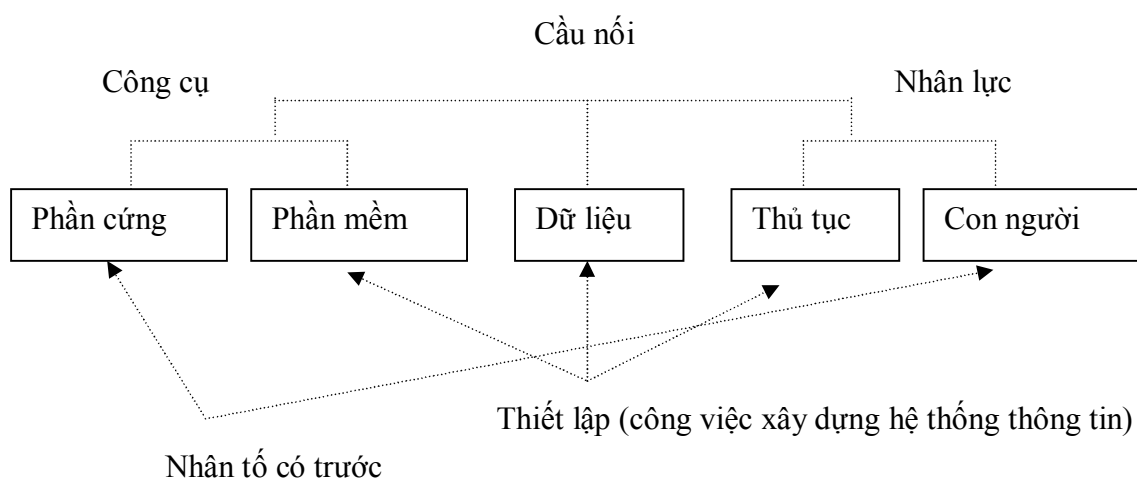 Cầu nối
Công cụ
Nhân lực
Phần cứng
Phần mềm
Dữ liệu
Thủ tục
Con người
Thiết lập (công việc xây dựng hệ thống thông tin)
Nhân tố có trước